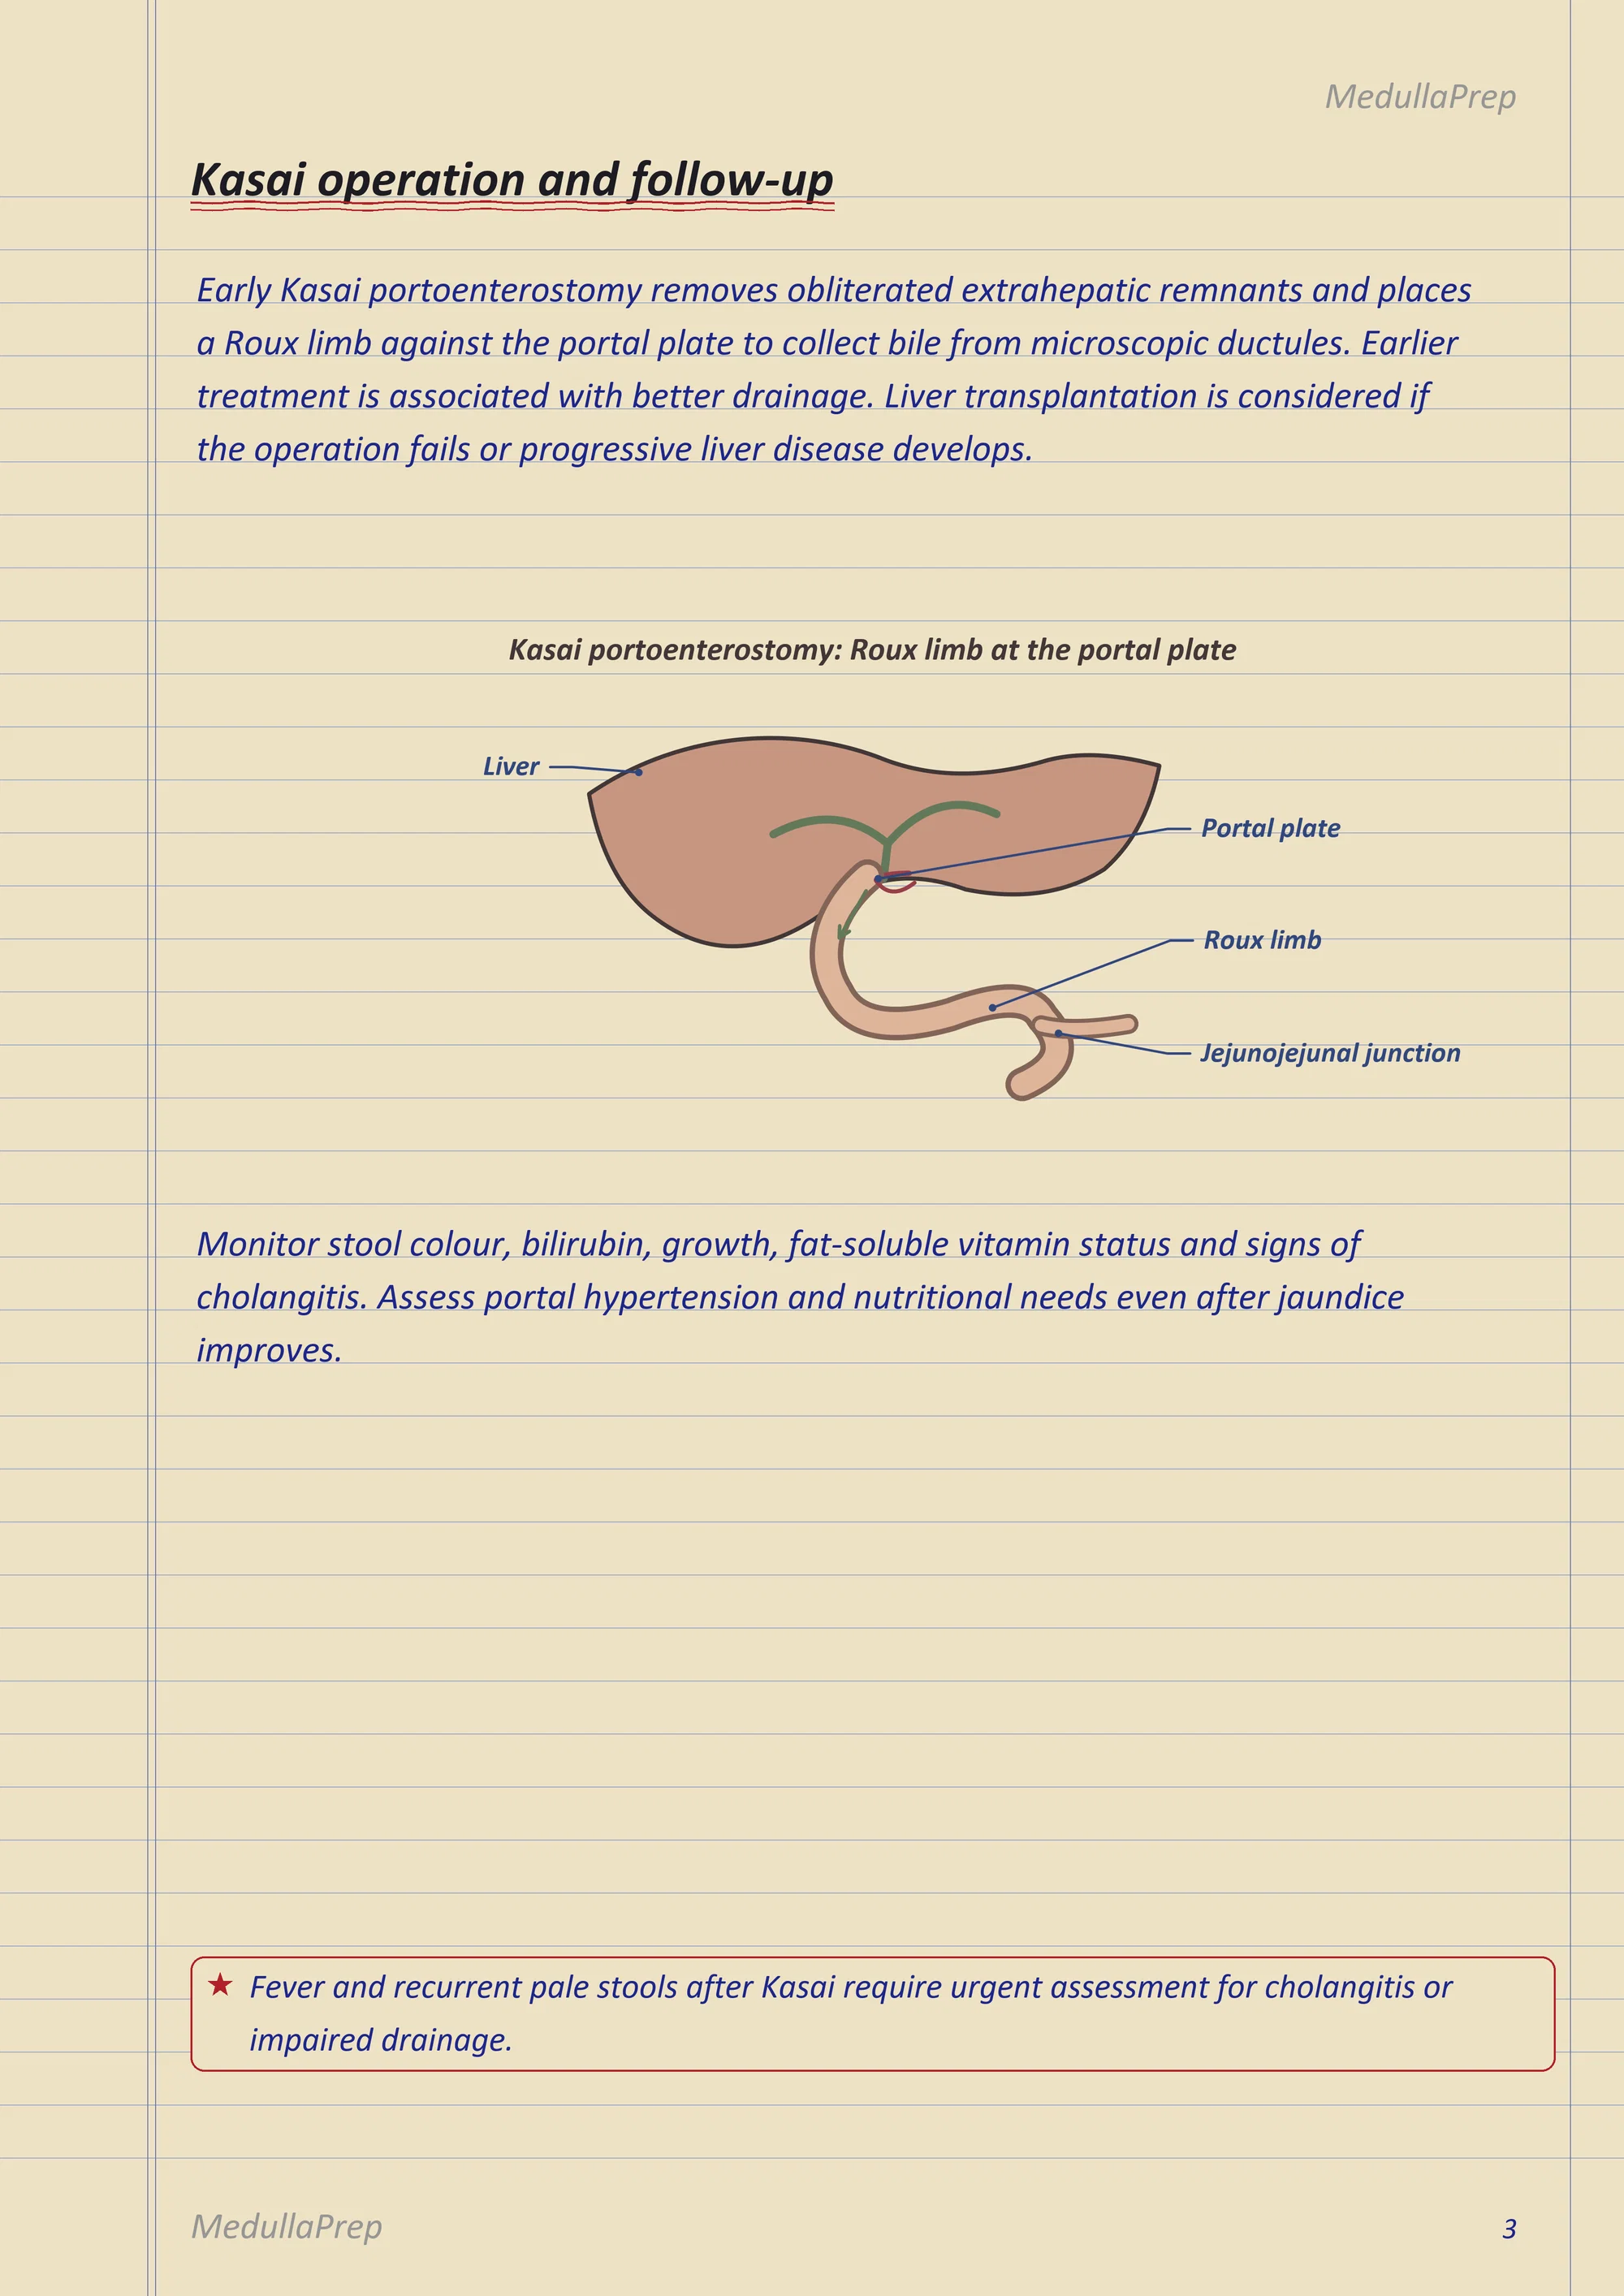 MedullaPrep
Kasai operation and follow-up
Early Kasai portoenterostomy removes obliterated extrahepatic remnants and places
a Roux limb against the portal plate to collect bile from microscopic ductules. Earlier
treatment is associated with better drainage. Liver transplantation is considered if
the operation fails or progressive liver disease develops.
Kasai portoenterostomy: Roux limb at the portal plate
Liver
Portal plate
Roux limb
Jejunojejunal junction
Monitor stool colour, bilirubin, growth, fat-soluble vitamin status and signs of
cholangitis. Assess portal hypertension and nutritional needs even after jaundice
improves.
★ Fever and recurrent pale stools after Kasai require urgent assessment for cholangitis or
impaired drainage.
MedullaPrep
3